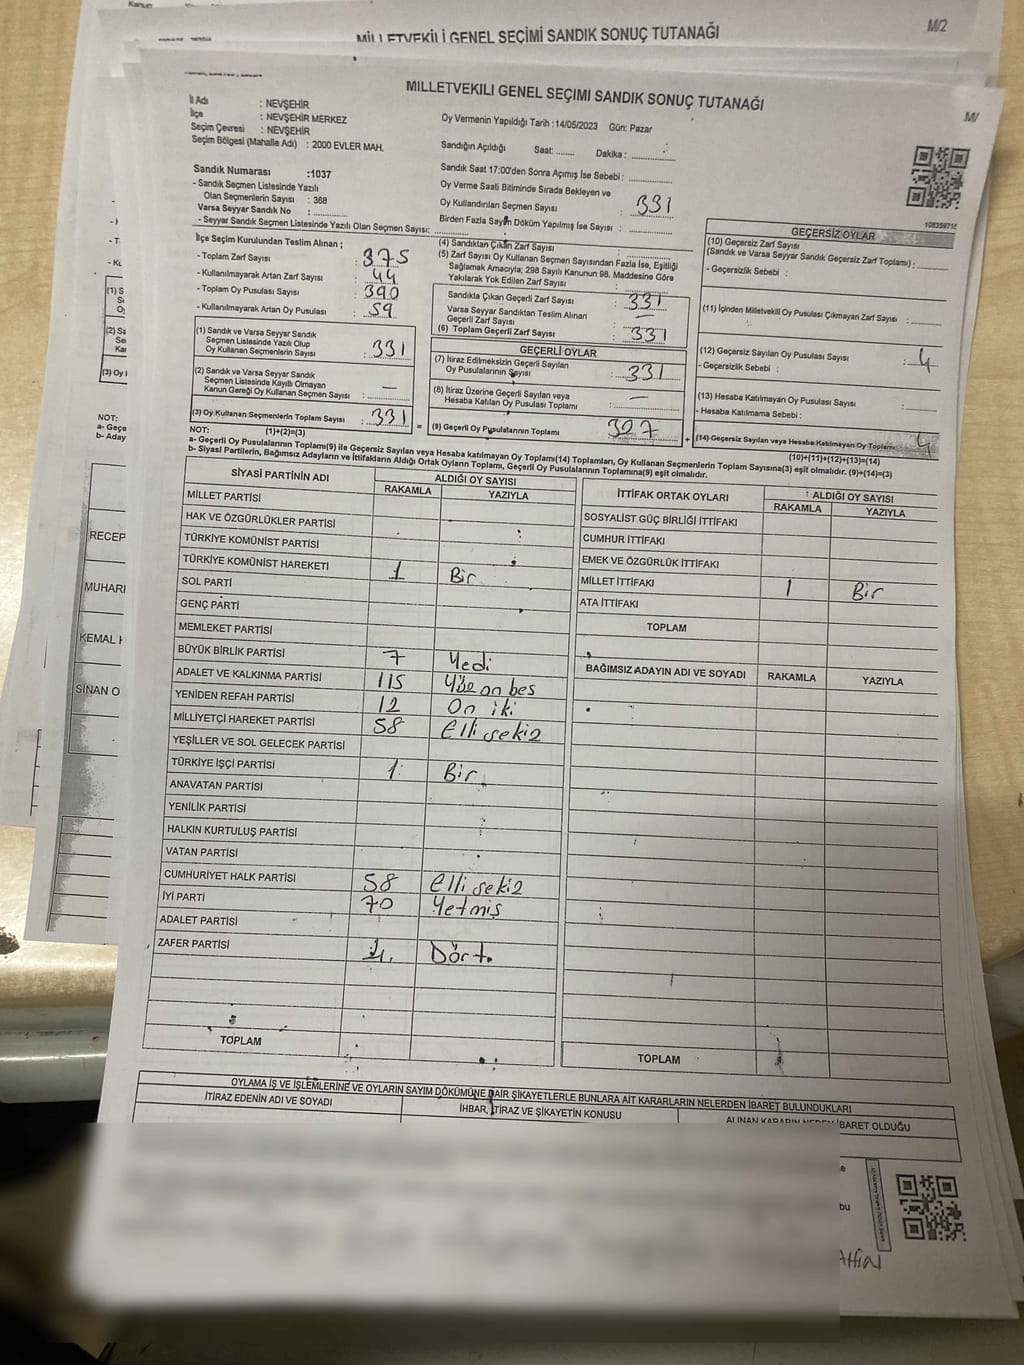 MİLLETVEKİLİ GENEL SEÇİMİ SANDIK SONUÇ TUTANAĞI
M/2
MİLLETVEKİLİ GENEL SEÇİMİ SANDIK SONUÇ TUTANAĞI
M/
İl Adı : NEVŞEHİR
İlçe : NEVŞEHİR MERKEZ
Seçim Çevresi : NEVŞEHİR
Seçim Bölgesi (Mahalle Adı) : 2000 EVLER MAH.
Oy Vermenin Yapıldığı Tarih :14/05/2023 Gün: Pazar
Sandığın Açıldığı Saat: ........ Dakika : ................
Sandık Numarası :1037
- Sandık Seçmen Listesinde Yazılı
Olan Seçmenlerin Sayısı : 368
Varsa Seyyar Sandık No : ............
- Seyyar Sandık Seçmen Listesinde Yazılı Olan Seçmen Sayısı: ................
Sandık Saat 17:00'den Sonra Açılmış İse Sebebi : ................
Oy Verme Saati Bitiminde Sırada Bekleyen ve
Oy Kullandırılan Seçmen Sayısı : 331
Birden Fazla Sayım Döküm Yapılmış İse Sayısı : ................
İlçe Seçim Kurulundan Teslim Alınan ;
- Toplam Zarf Sayısı : 375
- Kullanılmayarak Artan Zarf Sayısı : 44
- Toplam Oy Pusulası Sayısı : 390
- Kullanılmayarak Artan Oy Pusulası : 59
(1) Sandık ve Varsa Seyyar Sandık
Seçmen Listesinde Yazılı Olup
Oy Kullanan Seçmenlerin Sayısı : 331
(2) Sandık ve Varsa Seyyar Sandık
Seçmen Listesinde Kayıtlı Olmayan
Kanun Gereği Oy Kullanan Seçmen Sayısı : —
(3) Oy Kullanan Seçmenlerin Toplam Sayısı : 331
(4) Sandıktan Çıkan Zarf Sayısı : ................
(5) Zarf Sayısı Oy Kullanan Seçmen Sayısından Fazla İse, Eşitliği
Sağlamak Amacıyla; 298 Sayılı Kanunun 98. Maddesine Göre
Yakılarak Yok Edilen Zarf Sayısı : ................
Sandıkta Çıkan Geçerli Zarf Sayısı : 331
Varsa Seyyar Sandıktan Teslim Alınan
Geçerli Zarf Sayısı : —
(6) Toplam Geçerli Zarf Sayısı : 331
GEÇERLİ OYLAR
(7) İtiraz Edilmeksizin Geçerli Sayılan
Oy Pusulalarının Sayısı : 331
(8) İtiraz Üzerine Geçerli Sayılan veya
Hesaba Katılan Oy Pusulası Toplamı : —
(9) Geçerli Oy Pusulalarının Toplamı : 327
108359715
GEÇERSİZ OYLAR
(10) Geçersiz Zarf Sayısı
(Sandık ve Varsa Seyyar Sandık Geçersiz Zarf Toplamı) : ........
- Geçersizlik Sebebi :
(11) İçinden Milletvekili Oy Pusulası Çıkmayan Zarf Sayısı : ........
(12) Geçersiz Sayılan Oy Pusulası Sayısı : 4
- Geçersizlik Sebebi :
(13) Hesaba Katılmayan Oy Pusulası Sayısı : ........
- Hesaba Katılmama Sebebi :
(14) Geçersiz Sayılan veya Hesaba Katılmayan Oy Toplamı : 4
(10)+(11)+(12)+(13)=(14)
NOT: (1)+(2)=(3)
a- Geçerli Oy Pusulalarının Toplamı(9) ile Geçersiz Sayılan veya Hesaba Katılmayan Oy Toplamı(14) Toplamları, Oy Kullanan Seçmenlerin Toplam Sayısına(3) eşit olmalıdır. (9)+(14)=(3)
b- Siyasi Partilerin, Bağımsız Adayların ve İttifakların Aldığı Ortak Oyların Toplamı, Geçerli Oy Pusulalarının Toplamına(9) eşit olmalıdır.
SİYASİ PARTİNİN ADI ALDIĞI OY SAYISI
RAKAMLA YAZIYLA
MİLLET PARTİSİ
HAK VE ÖZGÜRLÜKLER PARTİSİ
TÜRKİYE KOMÜNİST PARTİSİ
TÜRKİYE KOMÜNİST HAREKETİ 1 Bir
SOL PARTİ
GENÇ PARTİ
MEMLEKET PARTİSİ
BÜYÜK BİRLİK PARTİSİ 7 Yedi
ADALET VE KALKINMA PARTİSİ 115 Yüz on beş
YENİDEN REFAH PARTİSİ 12 On iki
MİLLİYETÇİ HAREKET PARTİSİ 58 Elli sekiz
YEŞİLLER VE SOL GELECEK PARTİSİ
TÜRKİYE İŞÇİ PARTİSİ 1 Bir
ANAVATAN PARTİSİ
YENİLİK PARTİSİ
HALKIN KURTULUŞ PARTİSİ
VATAN PARTİSİ
CUMHURİYET HALK PARTİSİ 58 Elli sekiz
İYİ PARTİ 70 Yetmiş
ADALET PARTİSİ
ZAFER PARTİSİ 4 Dört
TOPLAM
İTTİFAK ORTAK OYLARI ALDIĞI OY SAYISI
RAKAMLA YAZIYLA
SOSYALİST GÜÇ BİRLİĞİ İTTİFAKI
CUMHUR İTTİFAKI
EMEK VE ÖZGÜRLÜK İTTİFAKI
MİLLET İTTİFAKI 1 Bir
ATA İTTİFAKI
TOPLAM
BAĞIMSIZ ADAYIN ADI VE SOYADI RAKAMLA YAZIYLA
TOPLAM
OYLAMA İŞ VE İŞLEMLERİNE VE OYLARIN SAYIM DÖKÜMÜNE DAİR ŞİKAYETLERLE BUNLARA AİT KARARLARIN NELERDEN İBARET BULUNDUKLARI
İTİRAZ EDENİN ADI VE SOYADI İHBAR, İTİRAZ VE ŞİKAYETİN KONUSU ALINAN KARARIN NEDEN İBARET OLDUĞU
bu
NOT:
a- Geçe
b- Aday
RECEP
MUHARI
KEMAL
SİNAN O